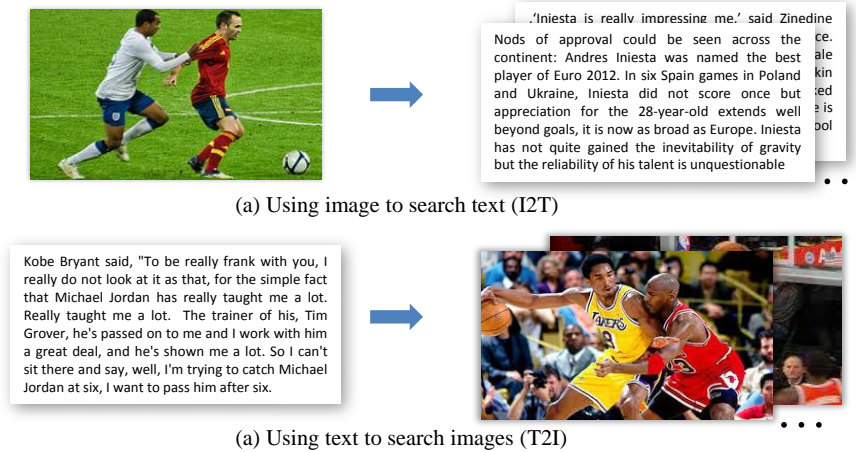 ,‘Iniesta is really impressing me.’ said Zinedine
Nods of approval could be seen across the
continent: Andres Iniesta was named the best
player of Euro 2012. In six Spain games in Poland
and Ukraine, Iniesta did not score once but
appreciation for the 28-year-old extends well
beyond goals, it is now as broad as Europe. Iniesta
has not quite gained the inevitability of gravity
but the reliability of his talent is unquestionable
(a) Using image to search text (I2T)
Kobe Bryant said, "To be really frank with you, I
really do not look at it as that, for the simple fact
that Michael Jordan has really taught me a lot.
Really taught me a lot. The trainer of his, Tim
Grover, he's passed on to me and I work with him
a great deal, and he's shown me a lot. So I can't
sit there and say, well, I'm trying to catch Michael
Jordan at six, I want to pass him after six.
LAKERS
8
(a) Using text to search images (T2I)